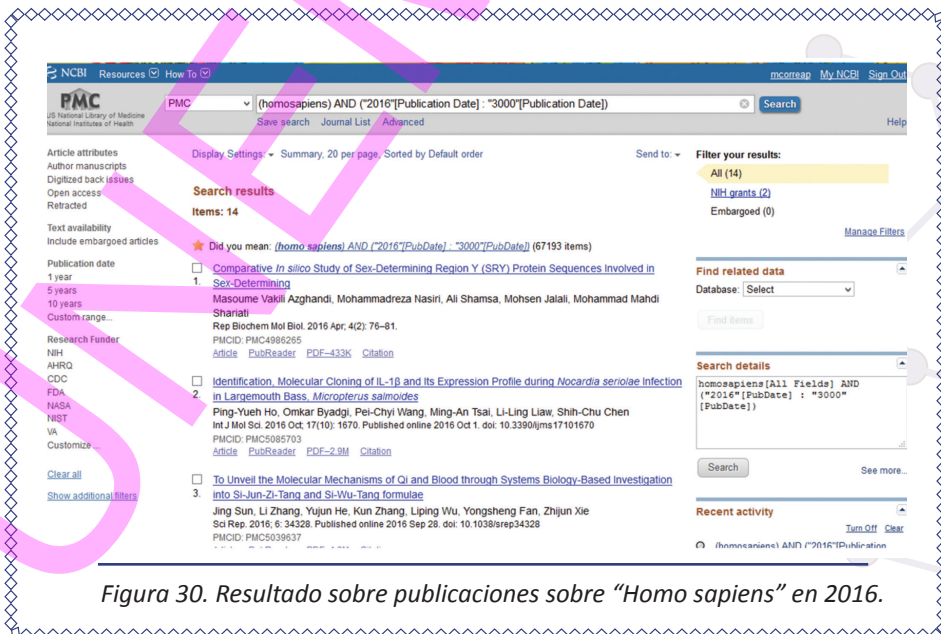 NCBI Resources How To mcorreap My NCBI Sign Out
PMC
US National Library of Medicine
National Institutes of Health
PMC (homosapiens) AND ("2016"[Publication Date] : "3000"[Publication Date]) Search
Save search Journal List Advanced Help
Article attributes
Author manuscripts
Digitized back issues
Open access
Retracted
Text availability
Include embargoed articles
Publication date
1 year
5 years
10 years
Custom range...
Research Funder
NIH
AHRQ
CDC
FDA
NASA
NIST
VA
Customize ...
Clear all
Show additional filters
Display Settings: Summary, 20 per page, Sorted by Default order Send to:
Search results
Items: 14
Did you mean: (homo sapiens) AND ("2016"[PubDate] : "3000"[PubDate]) (67193 items)
1. Comparative In silico Study of Sex-Determining Region Y (SRY) Protein Sequences Involved in
Sex-Determining
Masoume Vakili Azghandi, Mohammadreza Nasiri, Ali Shamsa, Mohsen Jalali, Mohammad Mahdi
Shariati
Rep Biochem Mol Biol. 2016 Apr; 4(2): 76–81.
PMCID: PMC4986265
Article PubReader PDF–433K Citation
2. Identification, Molecular Cloning of IL-1β and Its Expression Profile during Nocardia seriolae Infection
in Largemouth Bass, Micropterus salmoides
Ping-Yueh Ho, Omkar Byadgi, Pei-Chyi Wang, Ming-An Tsai, Li-Ling Liaw, Shih-Chu Chen
Int J Mol Sci. 2016 Oct; 17(10): 1670. Published online 2016 Oct 1. doi: 10.3390/ijms17101670
PMCID: PMC5085703
Article PubReader PDF–2.9M Citation
3. To Unveil the Molecular Mechanisms of Qi and Blood through Systems Biology-Based Investigation
into Si-Jun-Zi-Tang and Si-Wu-Tang formulae
Jing Sun, Li Zhang, Yujun He, Kun Zhang, Liping Wu, Yongsheng Fan, Zhijun Xie
Sci Rep. 2016; 6: 34328. Published online 2016 Sep 28. doi: 10.1038/srep34328
PMCID: PMC5039637
Filter your results:
All (14)
NIH grants (2)
Embargoed (0)
Manage Filters
Find related data
Database: Select
Find items
Search details
homosapiens[All Fields] AND
("2016"[PubDate] : "3000"
[PubDate])
Search See more...
Recent activity
Turn Off Clear
(homosapiens) AND ("2016"[Publication
Figura 30. Resultado sobre publicaciones sobre “Homo sapiens” en 2016.